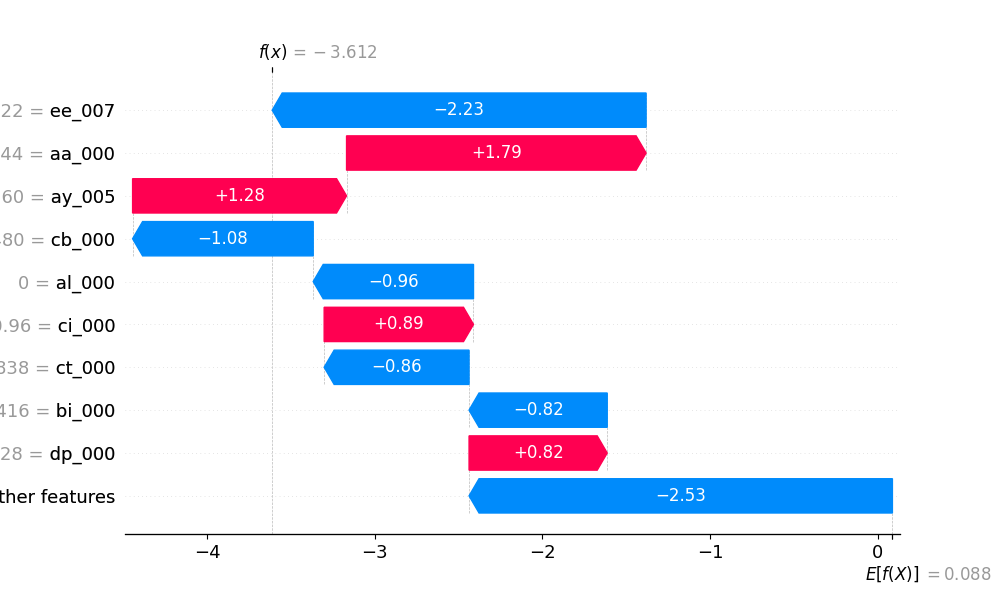 f(x) = −3.612
22 = ee_007
−2.23
44 = aa_000
+1.79
60 = ay_005
+1.28
80 = cb_000
−1.08
0 = al_000
−0.96
.96 = ci_000
+0.89
338 = ct_000
−0.86
416 = bi_000
−0.82
28 = dp_000
+0.82
ther features
−2.53
−4 −3 −2 −1 0
E[f(X)] = 0.088